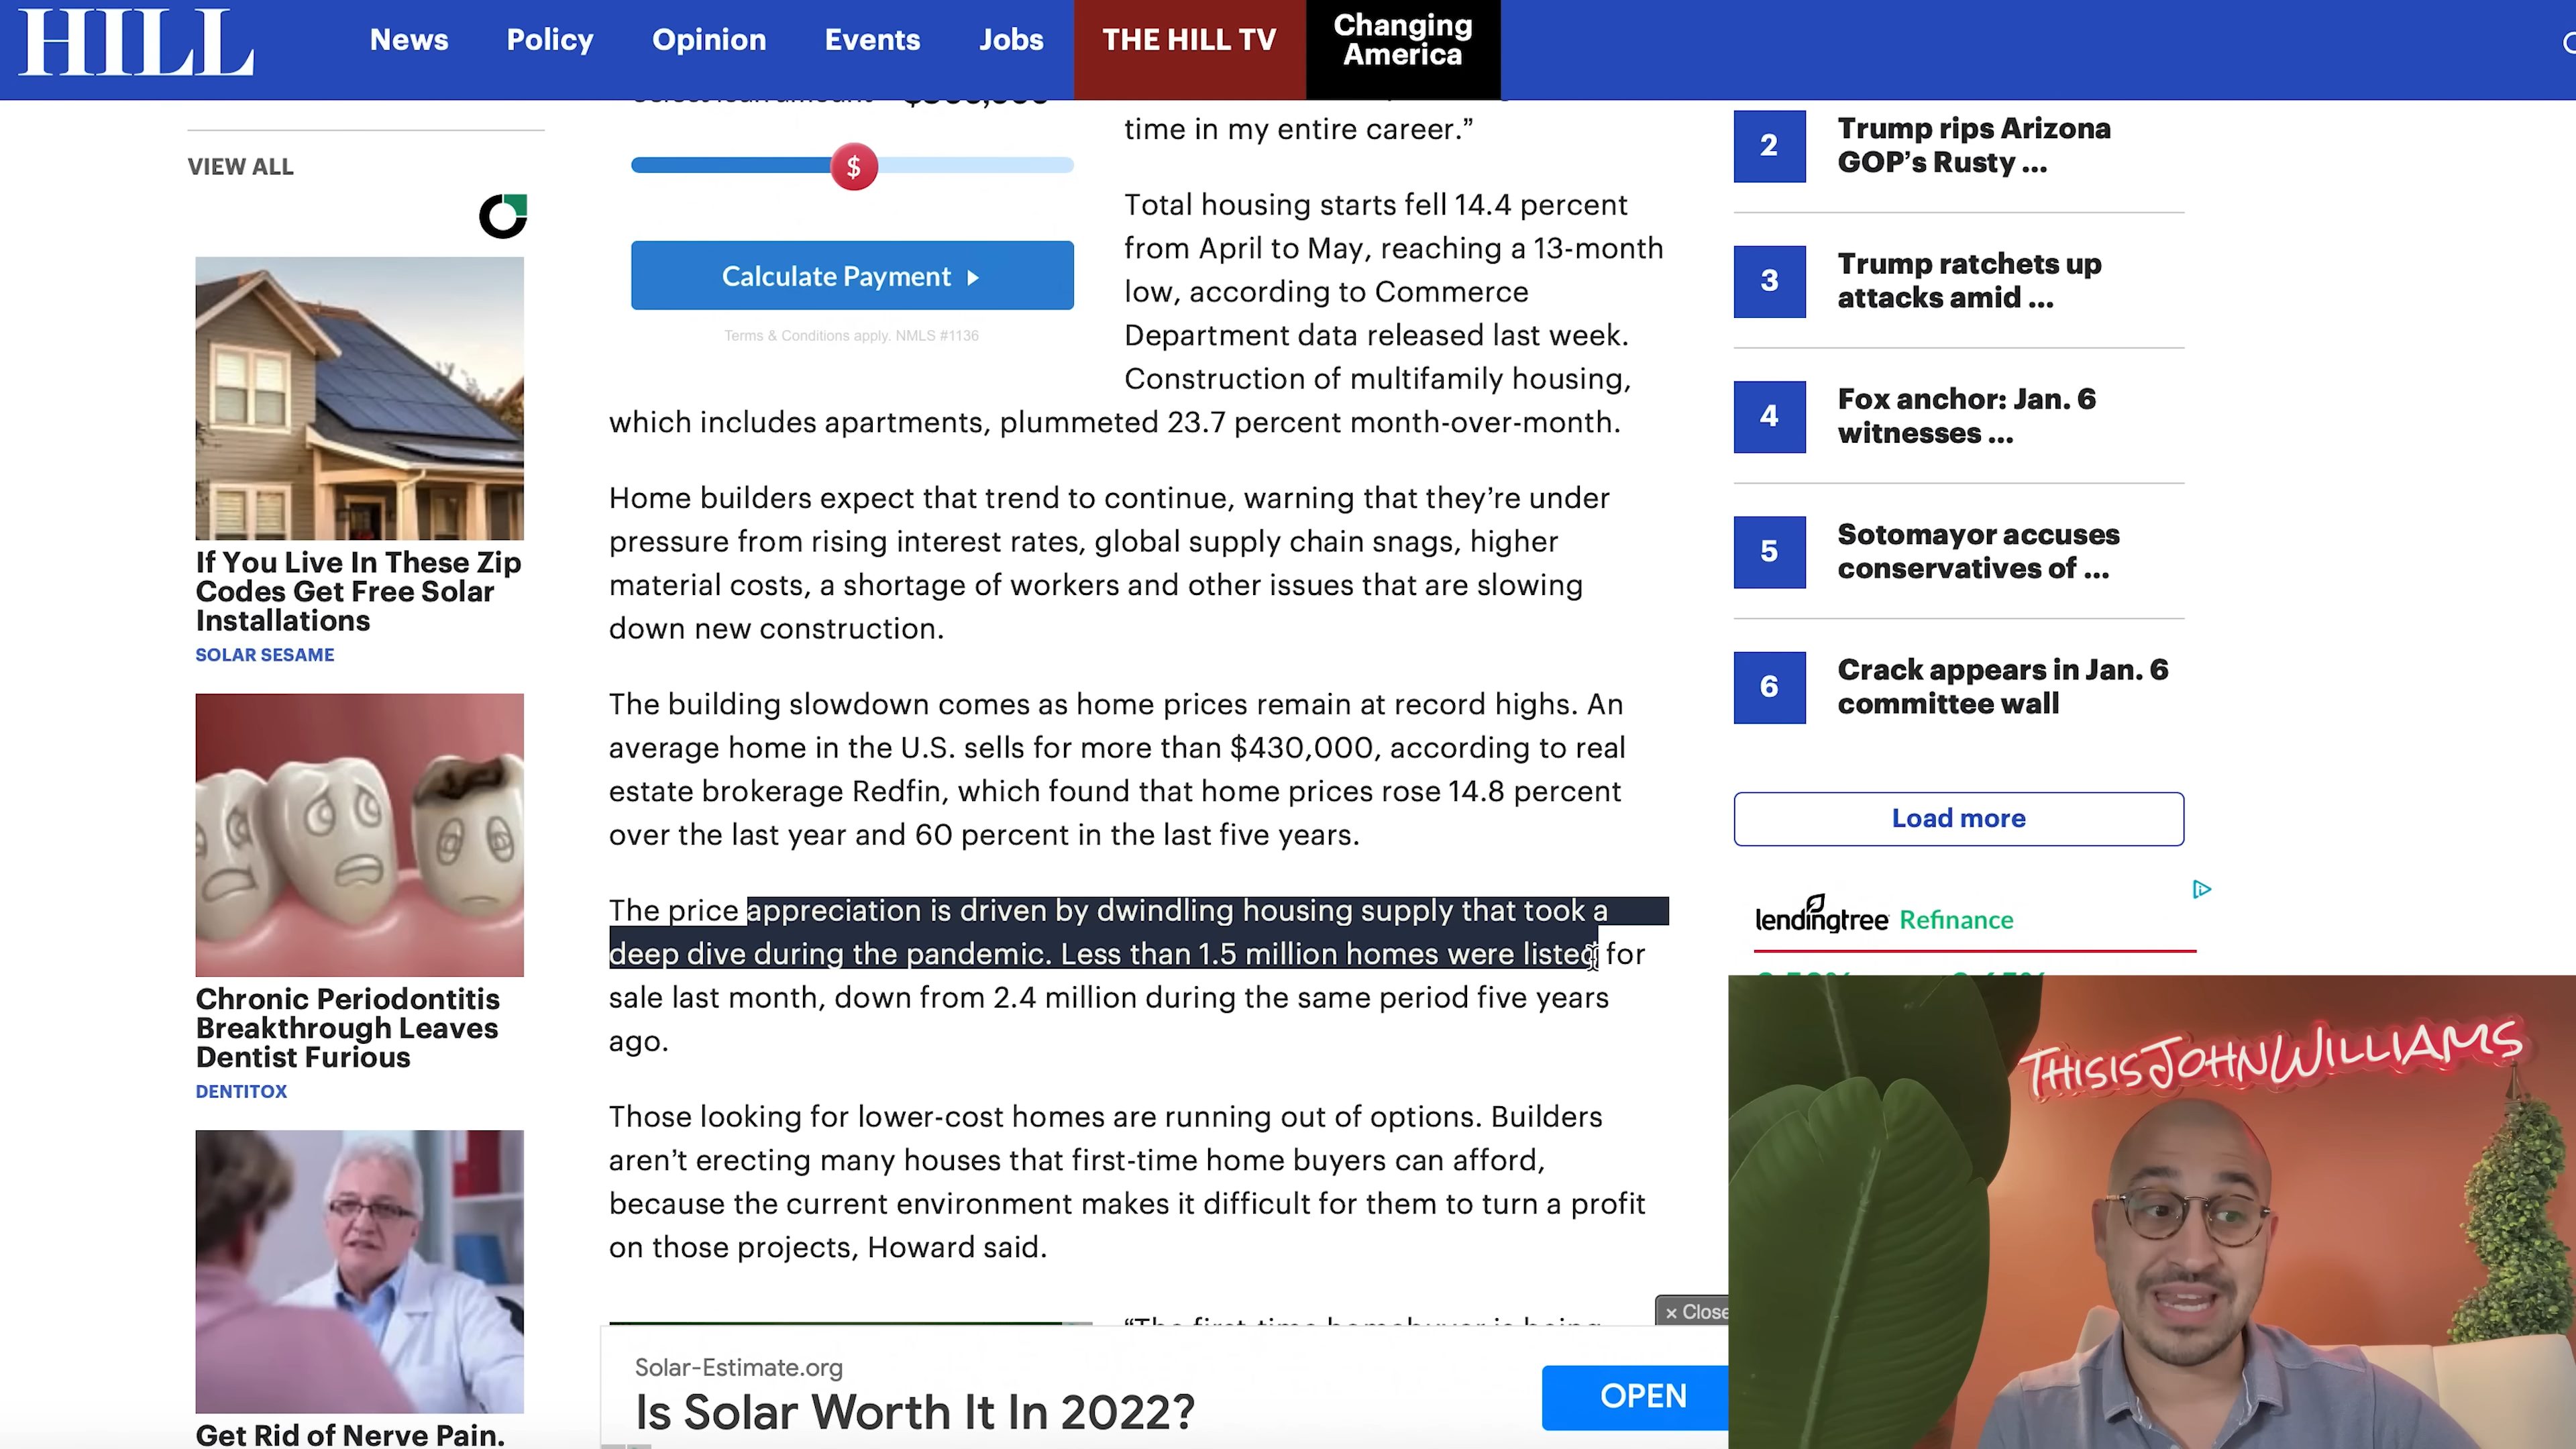 HILL
News
Policy
Opinion
Events
Jobs
THE HILL TV
Changing
America
VIEW ALL
If You Live In These Zip
Codes Get Free Solar
Installations
SOLAR SESAME
Chronic Periodontitis
Breakthrough Leaves
Dentist Furious
DENTITOX
Get Rid of Nerve Pain.
$
Calculate Payment
Terms & Conditions apply. NMLS #1136
time in my entire career.”
Total housing starts fell 14.4 percent
from April to May, reaching a 13-month
low, according to Commerce
Department data released last week.
Construction of multifamily housing,
which includes apartments, plummeted 23.7 percent month-over-month.
Home builders expect that trend to continue, warning that they’re under
pressure from rising interest rates, global supply chain snags, higher
material costs, a shortage of workers and other issues that are slowing
down new construction.
The building slowdown comes as home prices remain at record highs. An
average home in the U.S. sells for more than $430,000, according to real
estate brokerage Redfin, which found that home prices rose 14.8 percent
over the last year and 60 percent in the last five years.
The price appreciation is driven by dwindling housing supply that took a
deep dive during the pandemic. Less than 1.5 million homes were listed for
sale last month, down from 2.4 million during the same period five years
ago.
Those looking for lower-cost homes are running out of options. Builders
aren’t erecting many houses that first-time home buyers can afford,
because the current environment makes it difficult for them to turn a profit
on those projects, Howard said.
× Close
Solar-Estimate.org
Is Solar Worth It In 2022?
OPEN
2
Trump rips Arizona
GOP’s Rusty ...
3
Trump ratchets up
attacks amid ...
4
Fox anchor: Jan. 6
witnesses ...
5
Sotomayor accuses
conservatives of ...
6
Crack appears in Jan. 6
committee wall
Load more
lendingtree Refinance
THISISJOHNWILLIAMS